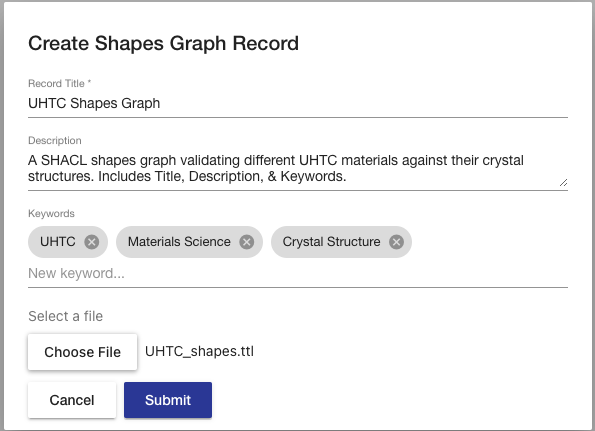 Create Shapes Graph Record
Record Title *
UHTC Shapes Graph
Description
A SHACL shapes graph validating different UHTC materials against their crystal
structures. Includes Title, Description, & Keywords.
Keywords
UHTC Materials Science Crystal Structure
New keyword...
Select a file
Choose File UHTC_shapes.ttl
Cancel Submit